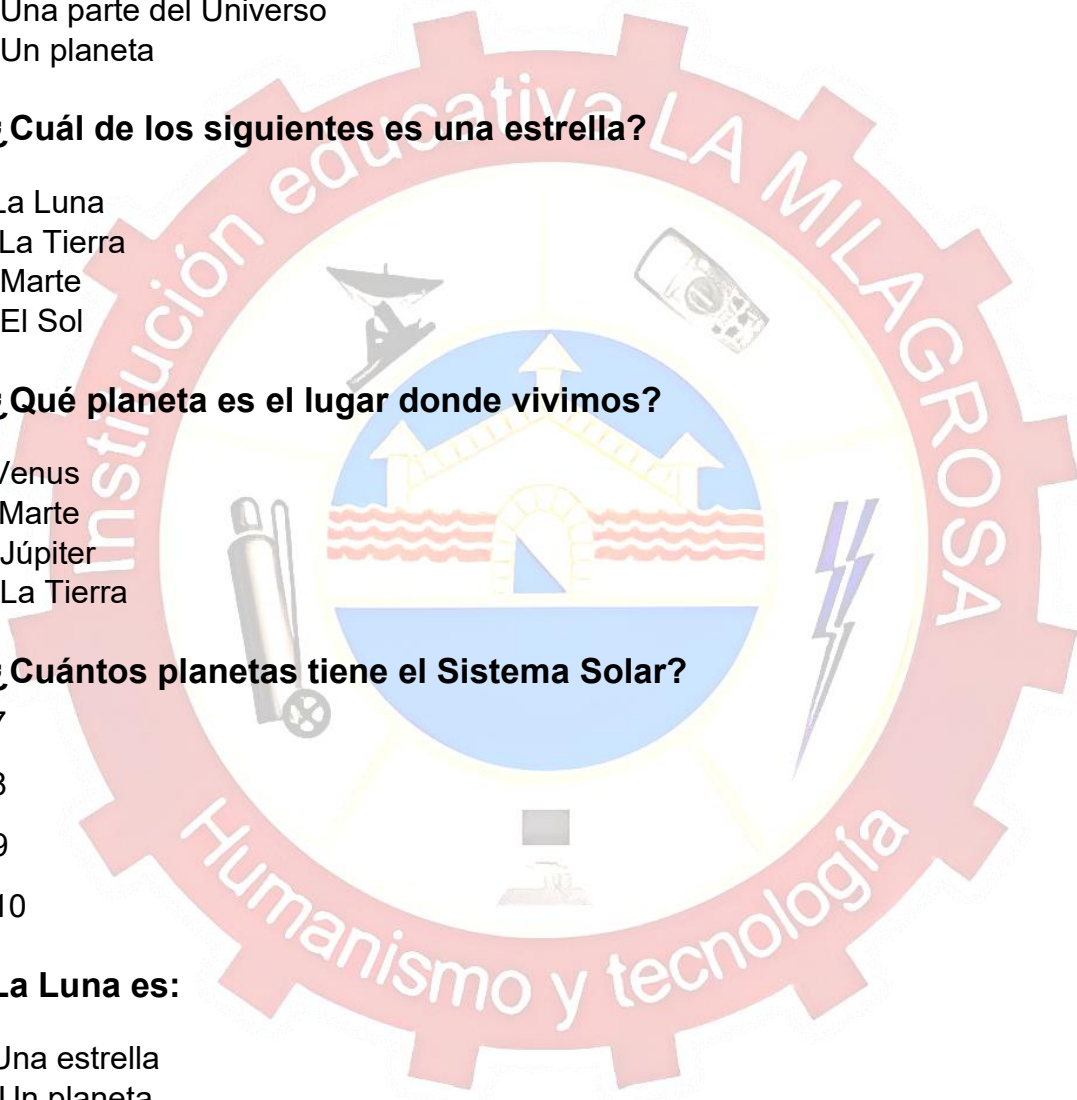 Una parte del Universo
Un planeta
¿Cuál de los siguientes es una estrella?
La Luna
La Tierra
Marte
El Sol
¿Qué planeta es el lugar donde vivimos?
Venus
Marte
Júpiter
La Tierra
¿Cuántos planetas tiene el Sistema Solar?
7
8
9
10
La Luna es:
Una estrella
Un planeta
Institución educativa LA MILAGROSA
Humanismo y tecnología